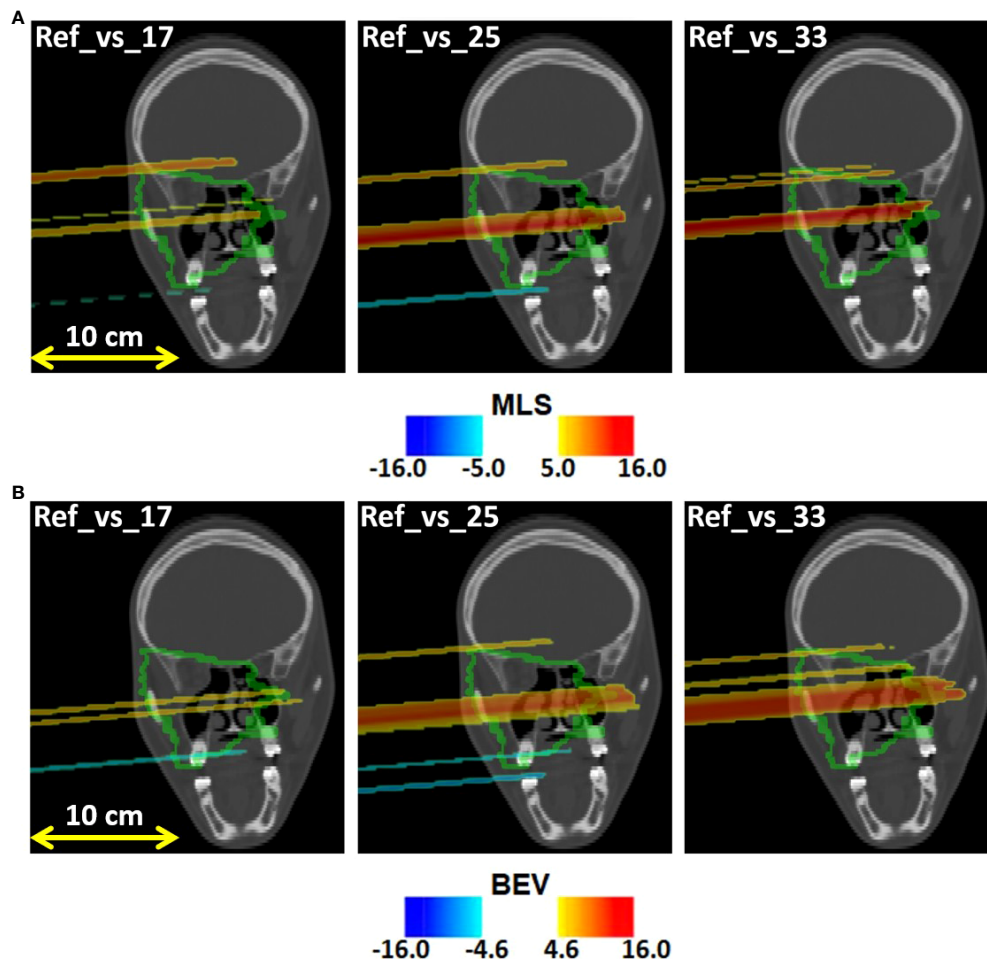 A
Ref_vs_17 Ref_vs_25 Ref_vs_33
10 cm
MLS
-16.0 -5.0 5.0 16.0
B
Ref_vs_17 Ref_vs_25 Ref_vs_33
10 cm
BEV
-16.0 -4.6 4.6 16.0